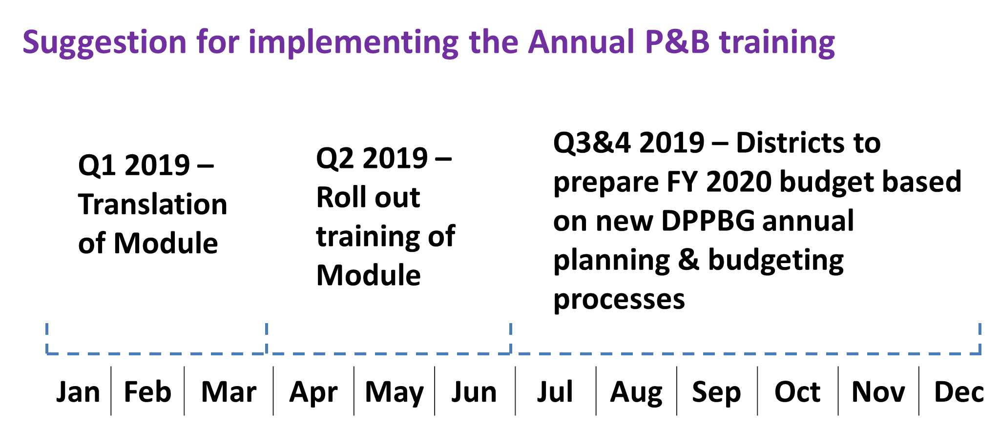 Suggestion for implementing the Annual P&B training
Q1 2019 –
Translation
of Module
Q2 2019 –
Roll out
training of
Module
Q3&4 2019 – Districts to
prepare FY 2020 budget based
on new DPPBG annual
planning & budgeting
processes
Jan Feb Mar Apr May Jun Jul Aug Sep Oct Nov Dec